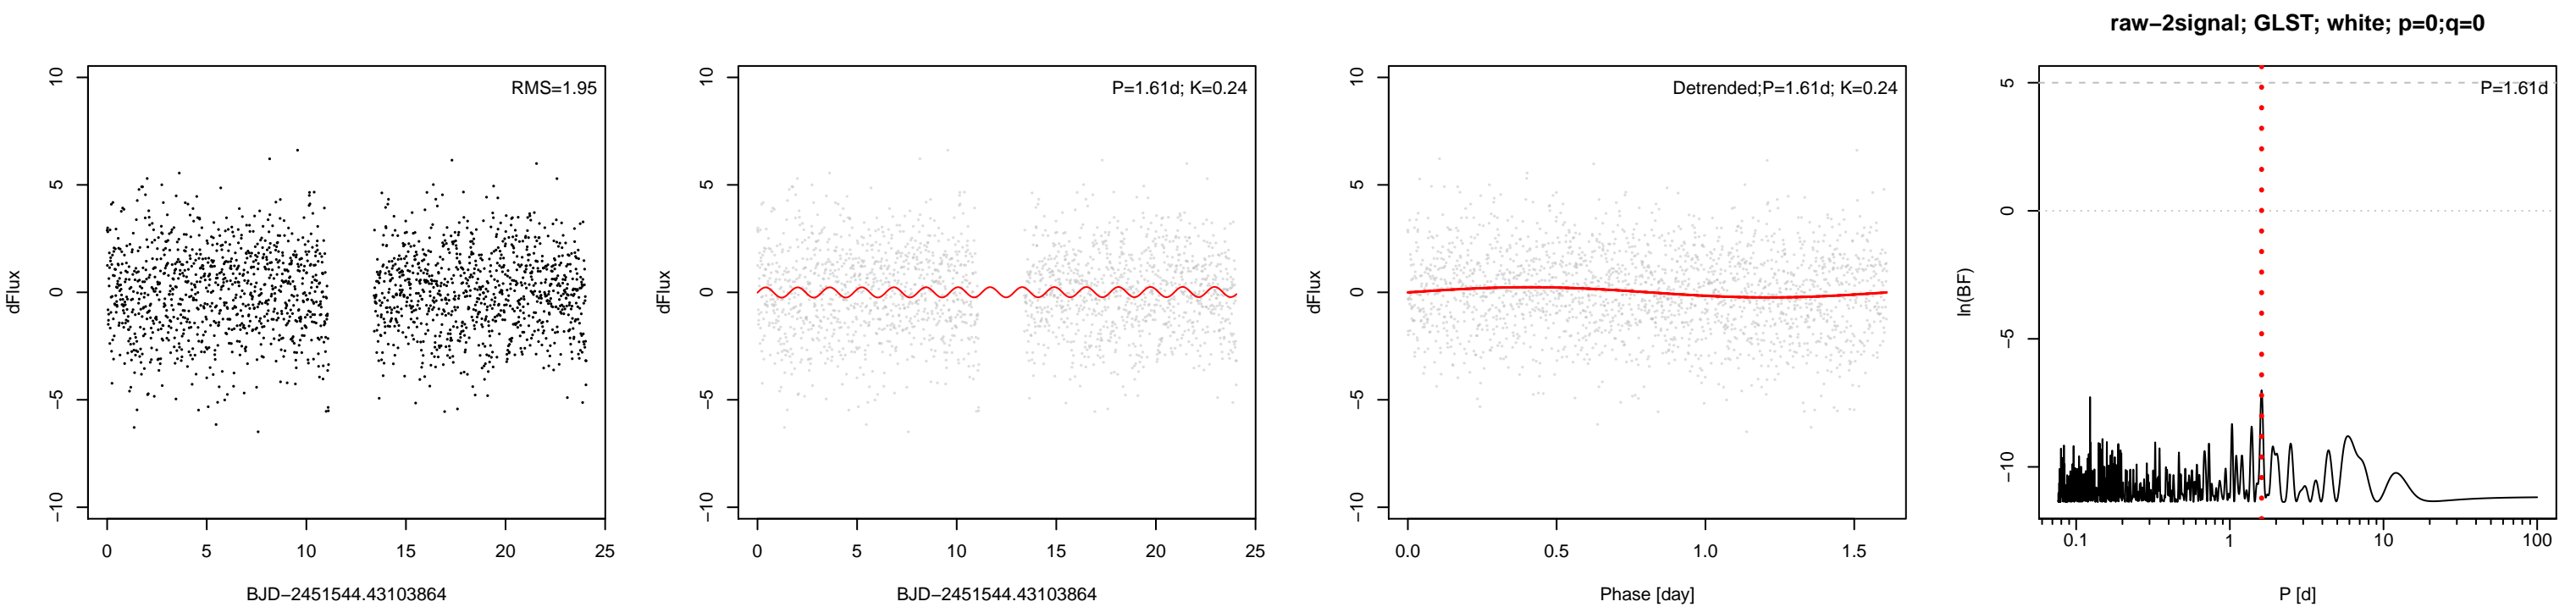 raw−2signal; GLST; white; p=0;q=0
RMS=1.95
dFlux
10
5
0
−5
−10
0 5 10 15 20 25
BJD−2451544.43103864
P=1.61d; K=0.24
dFlux
10
5
0
−5
−10
0 5 10 15 20 25
BJD−2451544.43103864
Detrended;P=1.61d; K=0.24
dFlux
10
5
0
−5
−10
0.0 0.5 1.0 1.5
Phase [day]
P=1.61d
ln(BF)
5
0
−5
−10
0.1 1 10 100
P [d]